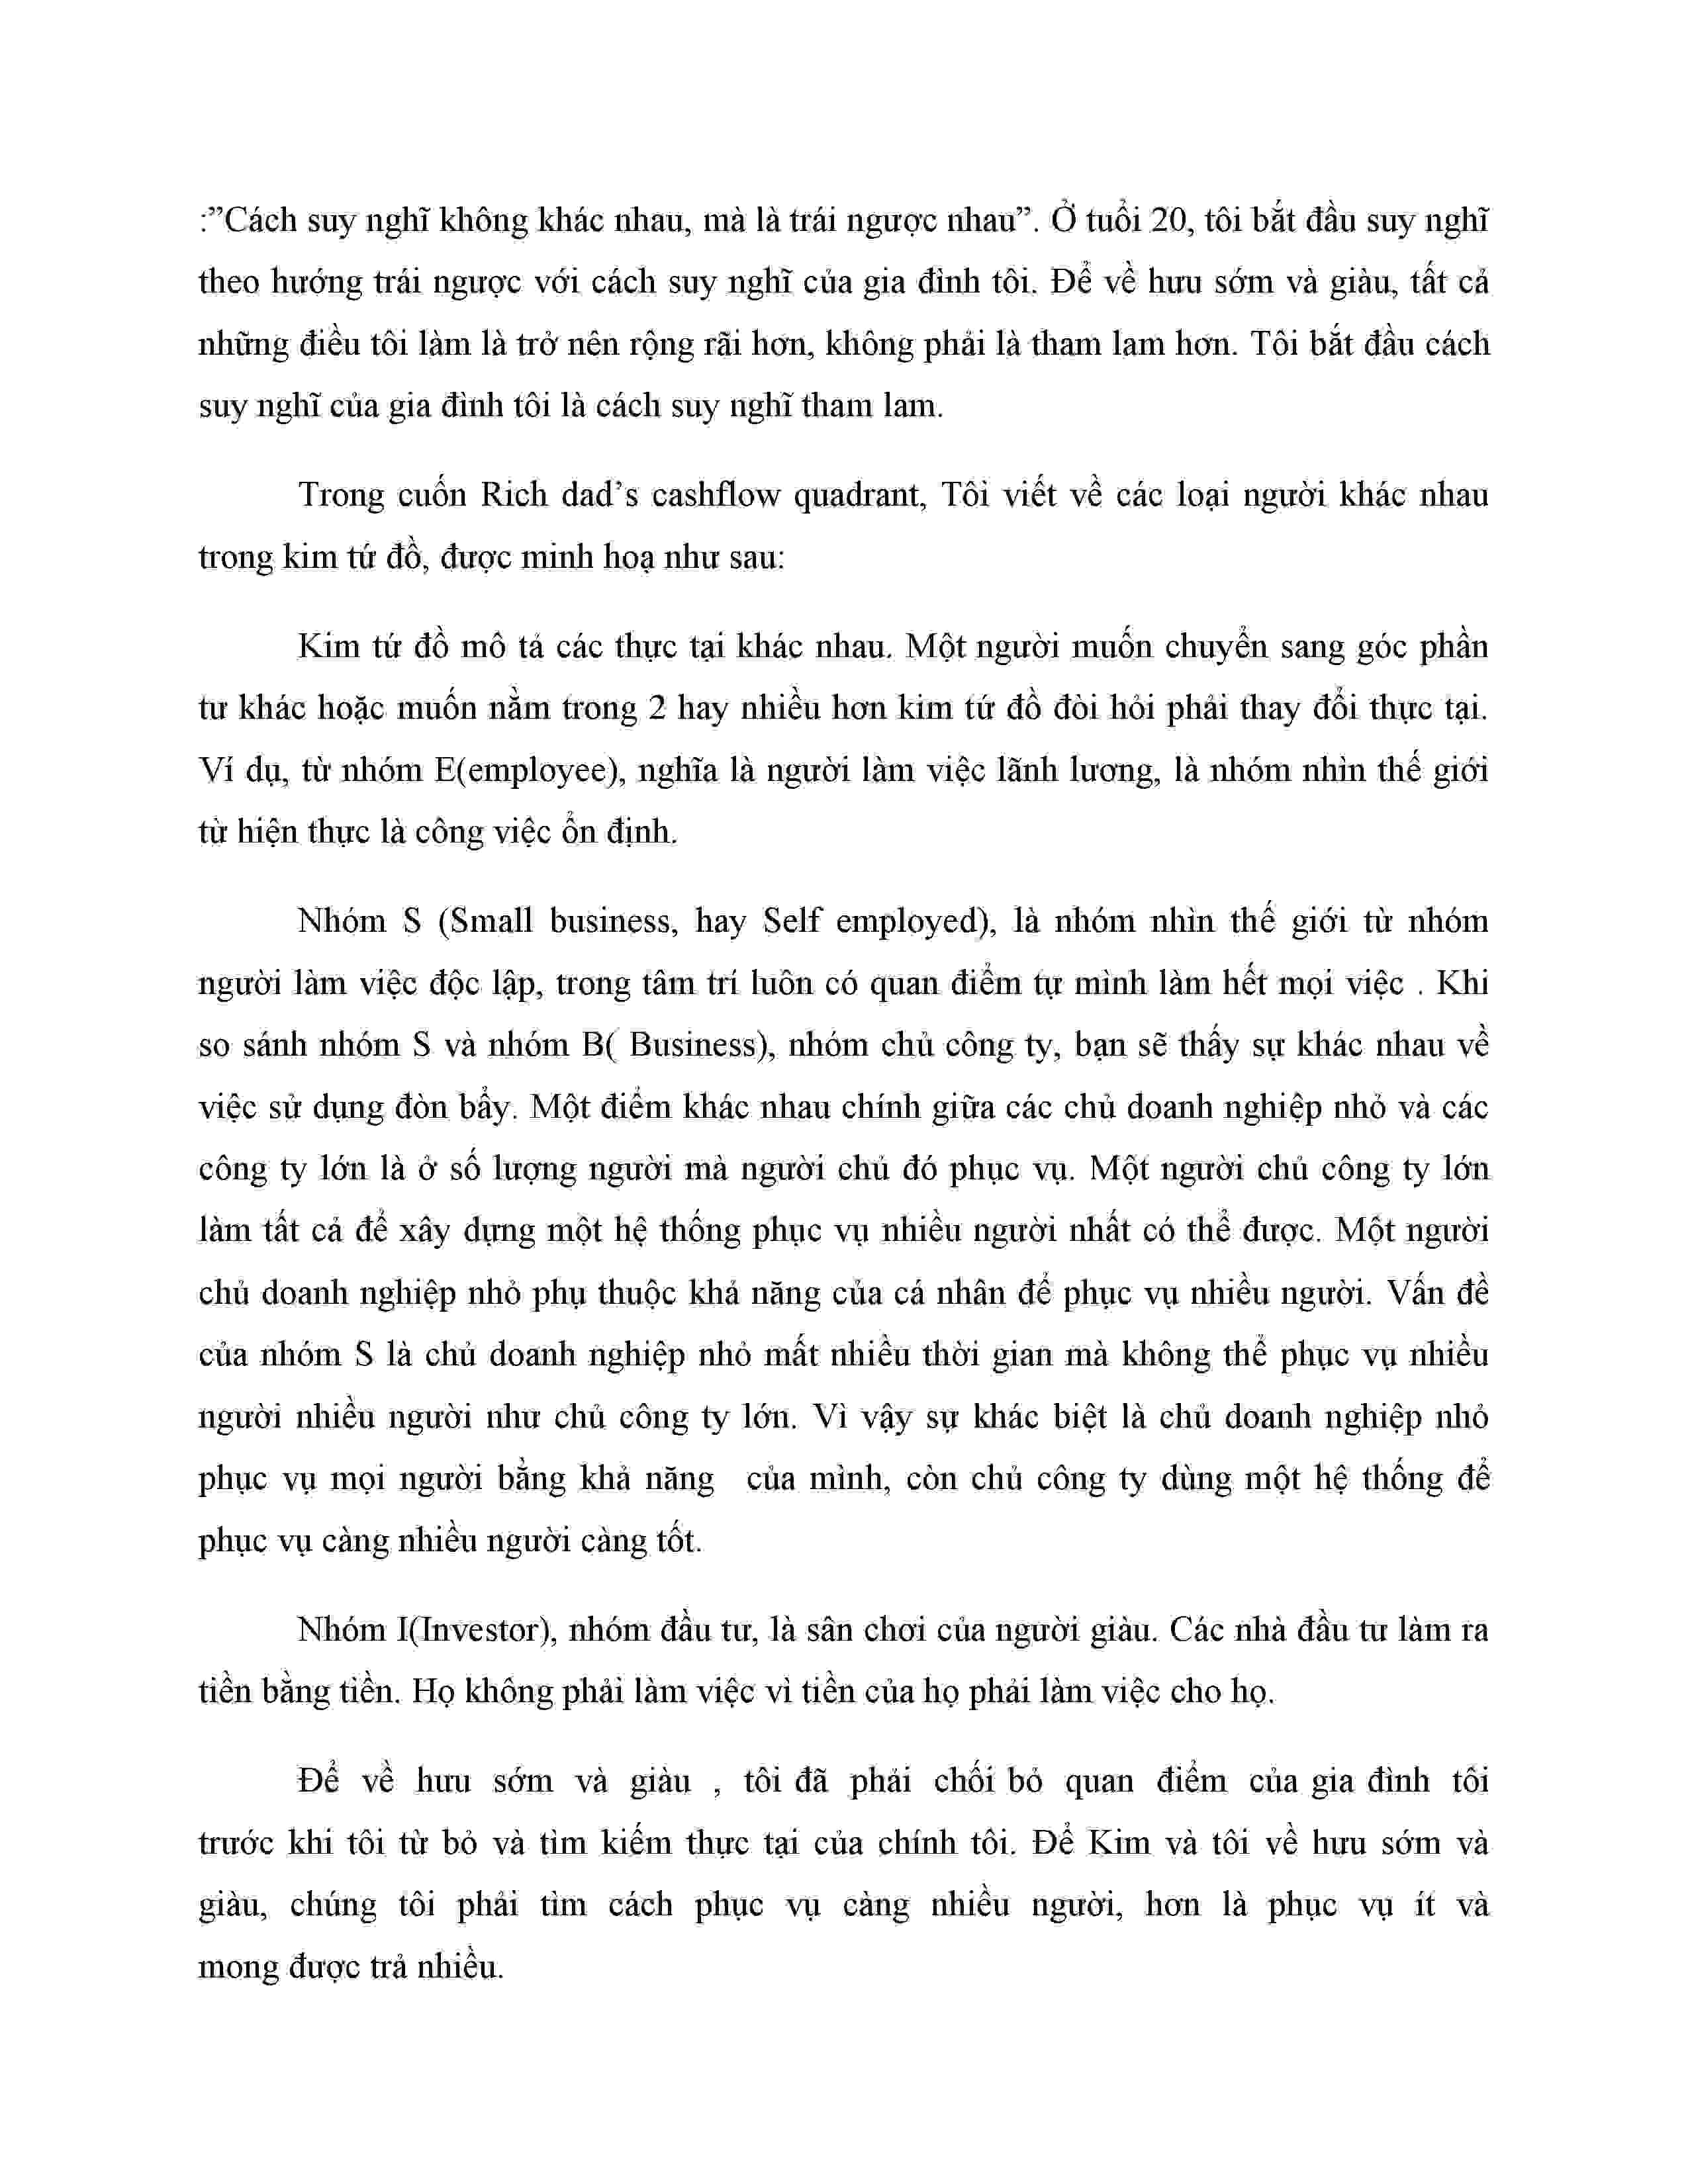 :”Cách suy nghĩ không khác nhau, mà là trái ngược nhau”. Ở tuổi 20, tôi bắt đầu suy nghĩ
theo hướng trái ngược với cách suy nghĩ của gia đình tôi. Để về hưu sớm và giàu, tất cả
những điều tôi làm là trở nên rộng rãi hơn, không phải là tham lam hơn. Tôi bắt đầu cách
suy nghĩ của gia đình tôi là cách suy nghĩ tham lam.
Trong cuốn Rich dad’s cashflow quadrant, Tôi viết về các loại người khác nhau
trong kim tứ đồ, được minh hoạ như sau:
Kim tứ đồ mô tả các thực tại khác nhau. Một người muốn chuyển sang góc phần
tư khác hoặc muốn nằm trong 2 hay nhiều hơn kim tứ đồ đòi hỏi phải thay đổi thực tại.
Ví dụ, từ nhóm E(employee), nghĩa là người làm việc lãnh lương, là nhóm nhìn thế giới
từ hiện thực là công việc ổn định.
Nhóm S (Small business, hay Self employed), là nhóm nhìn thế giới từ nhóm
người làm việc độc lập, trong tâm trí luôn có quan điểm tự mình làm hết mọi việc . Khi
so sánh nhóm S và nhóm B( Business), nhóm chủ công ty, bạn sẽ thấy sự khác nhau về
việc sử dụng đòn bẩy. Một điểm khác nhau chính giữa các chủ doanh nghiệp nhỏ và các
công ty lớn là ở số lượng người mà người chủ đó phục vụ. Một người chủ công ty lớn
làm tất cả để xây dựng một hệ thống phục vụ nhiều người nhất có thể được. Một người
chủ doanh nghiệp nhỏ phụ thuộc khả năng của cá nhân để phục vụ nhiều người. Vấn đề
của nhóm S là chủ doanh nghiệp nhỏ mất nhiều thời gian mà không thể phục vụ nhiều
người nhiều người như chủ công ty lớn. Vì vậy sự khác biệt là chủ doanh nghiệp nhỏ
phục vụ mọi người bằng khả năng của mình, còn chủ công ty dùng một hệ thống để
phục vụ càng nhiều người càng tốt.
Nhóm I(Investor), nhóm đầu tư, là sân chơi của người giàu. Các nhà đầu tư làm ra
tiền bằng tiền. Họ không phải làm việc vì tiền của họ phải làm việc cho họ.
Để về hưu sớm và giàu , tôi đã phải chối bỏ quan điểm của gia đình tôi
trước khi tôi từ bỏ và tìm kiếm thực tại của chính tôi. Để Kim và tôi về hưu sớm và
giàu, chúng tôi phải tìm cách phục vụ càng nhiều người, hơn là phục vụ ít và
mong được trả nhiều.